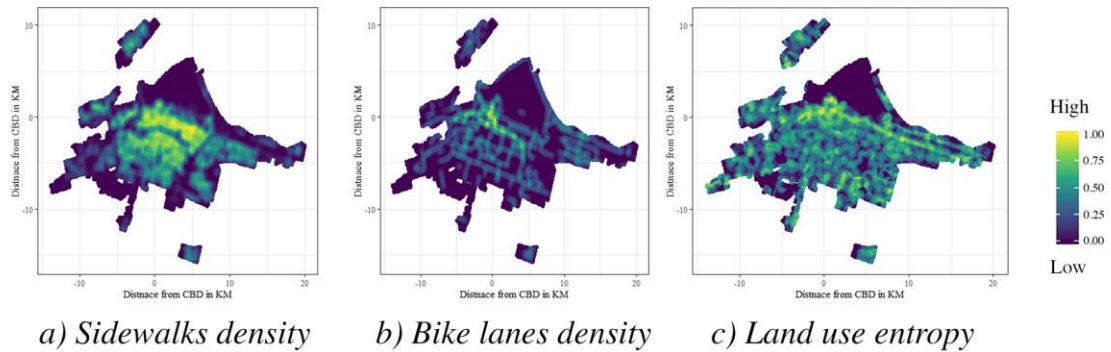 10
0
-10
Distnace from CBD in KM
-10
0
10
20
Distnace from CBD in KM
10
0
-10
Distnace from CBD in KM
-10
0
10
20
Distnace from CBD in KM
10
0
-10
Distnace from CBD in KM
-10
0
10
20
Distnace from CBD in KM
High
1.00
0.75
0.50
0.25
0.00
Low
a) Sidewalks density
b) Bike lanes density
c) Land use entropy